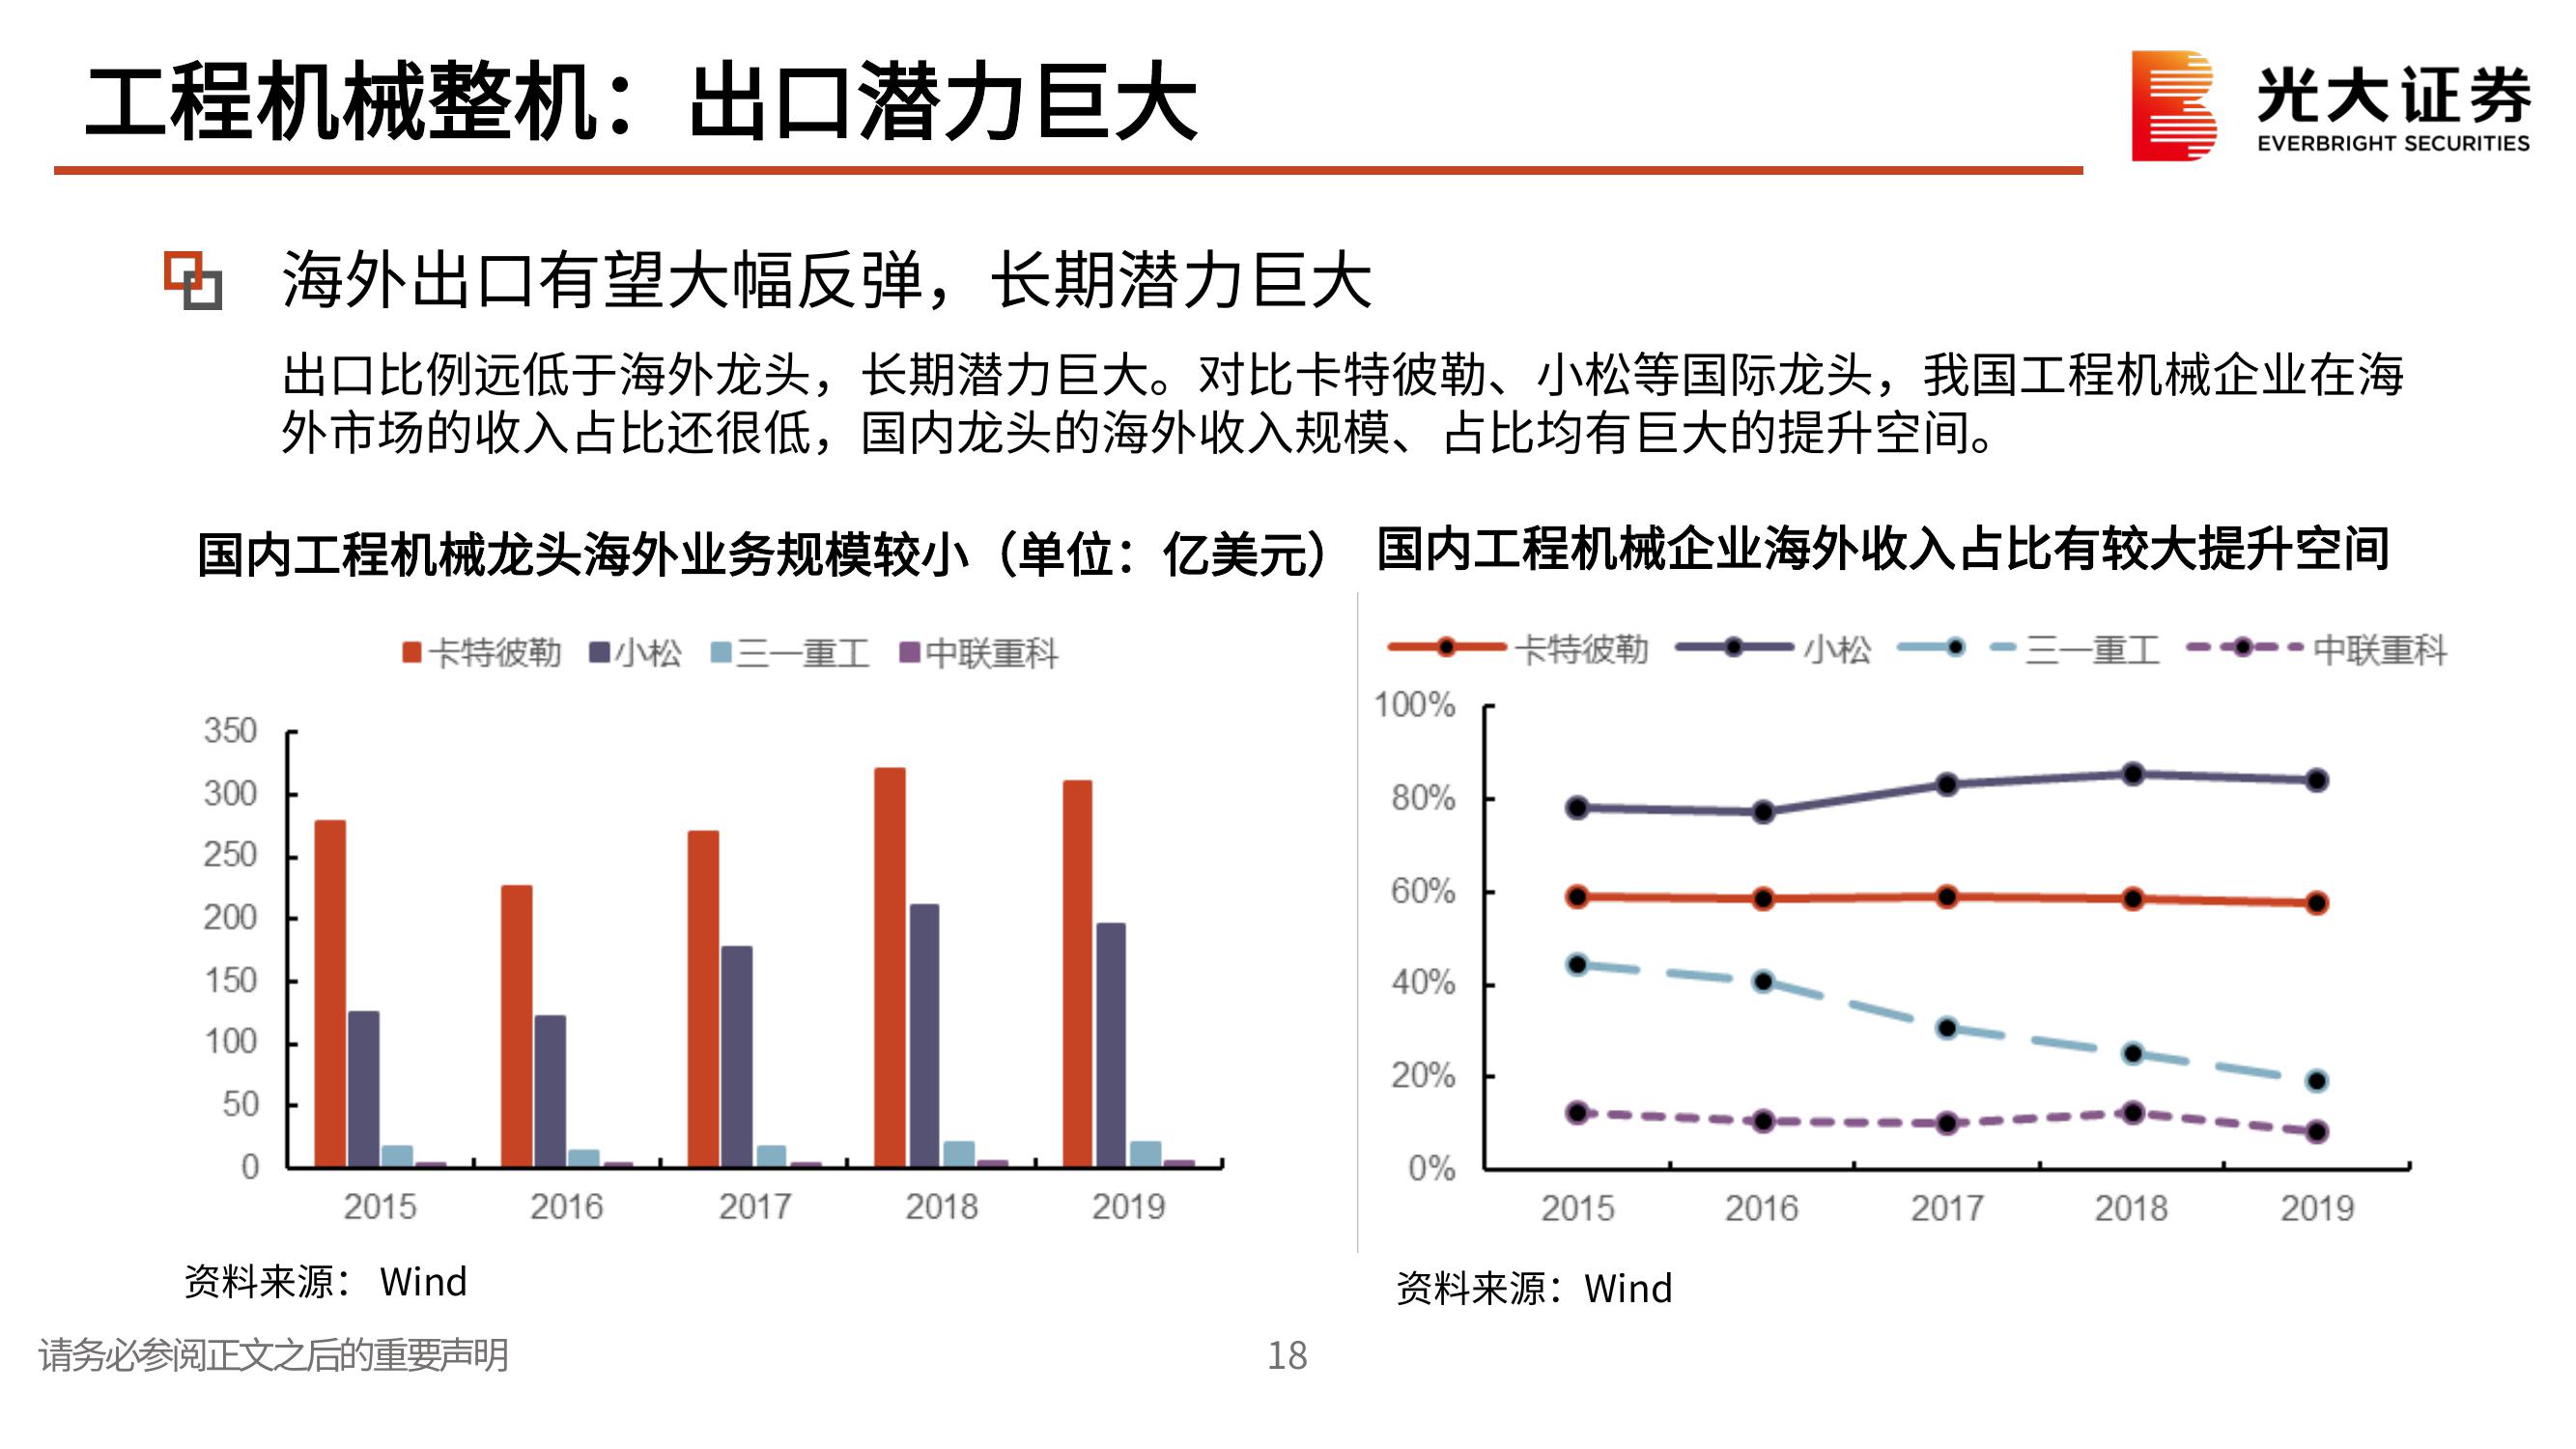 工程机械整机：出口潜力巨大
光大证券
EVERBRIGHT SECURITIES
海外出口有望大幅反弹，长期潜力巨大
出口比例远低于海外龙头，长期潜力巨大。对比卡特彼勒、小松等国际龙头，我国工程机械企业在海
外市场的收入占比还很低，国内龙头的海外收入规模、占比均有巨大的提升空间。
国内工程机械龙头海外业务规模较小（单位：亿美元）
卡特彼勒 小松 三一重工 中联重科
350
300
250
200
150
100
50
0
2015 2016 2017 2018 2019
资料来源： Wind
国内工程机械企业海外收入占比有较大提升空间
卡特彼勒 小松 三一重工 中联重科
100%
80%
60%
40%
20%
0%
2015 2016 2017 2018 2019
资料来源：Wind
请务必参阅正文之后的重要声明
18